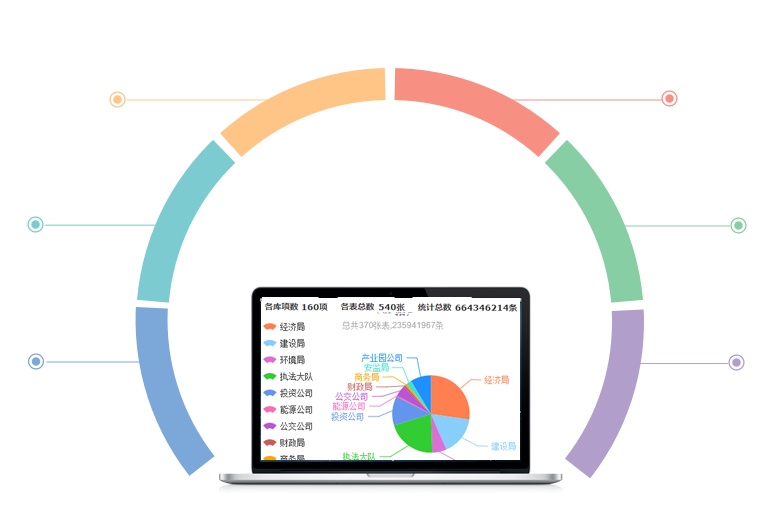 各库项数 160项 各表总数 540张 统计总数 664346214条
总共370张表,235941967条
经济局
建设局
环境局
执法大队
投资公司
能源公司
公交公司
财政局
商务局
产业园公司
安监局
商务局
财政局
公交公司
能源公司
投资公司
执法大队
经济局
建设局